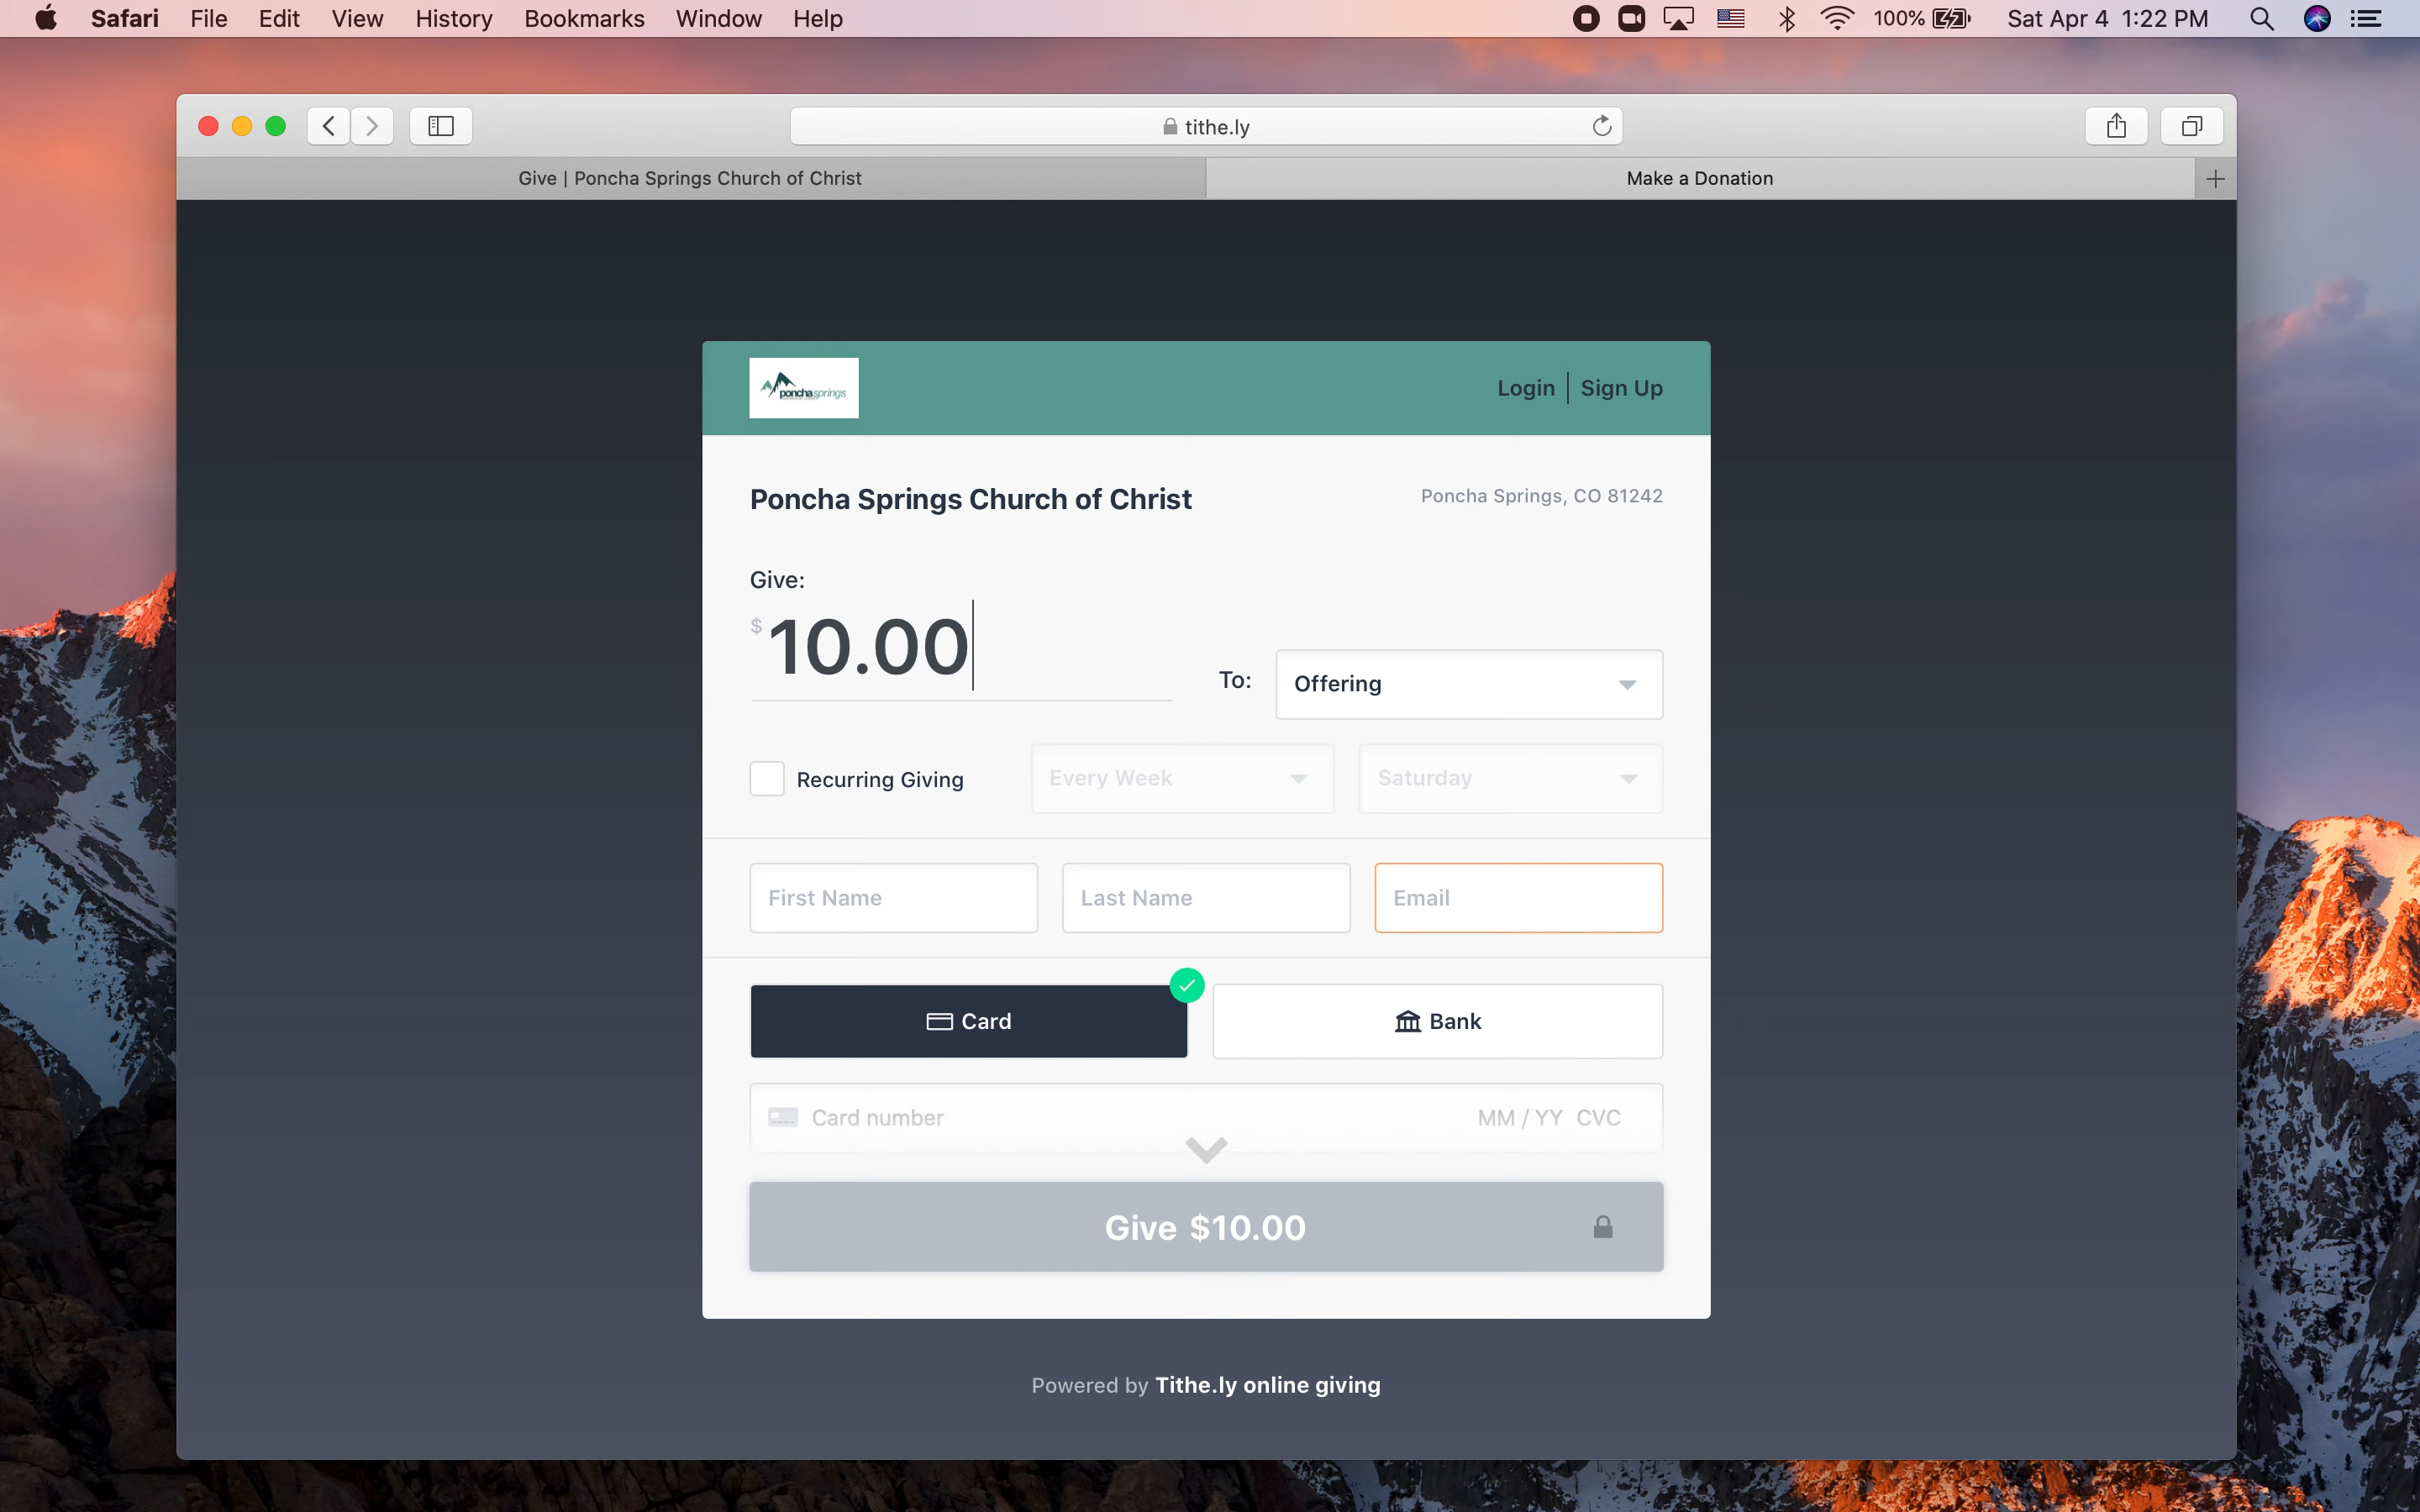 Safari File Edit View History Bookmarks Window Help 100% Sat Apr 4 1:22 PM
tithe.ly
Give | Poncha Springs Church of Christ Make a Donation
ponchasprings
Login Sign Up
Poncha Springs Church of Christ Poncha Springs, CO 81242
Give:
$ 10.00
To: Offering
Recurring Giving Every Week Saturday
First Name Last Name Email
Card Bank
Card number MM / YY CVC
Give $10.00
Powered by Tithe.ly online giving